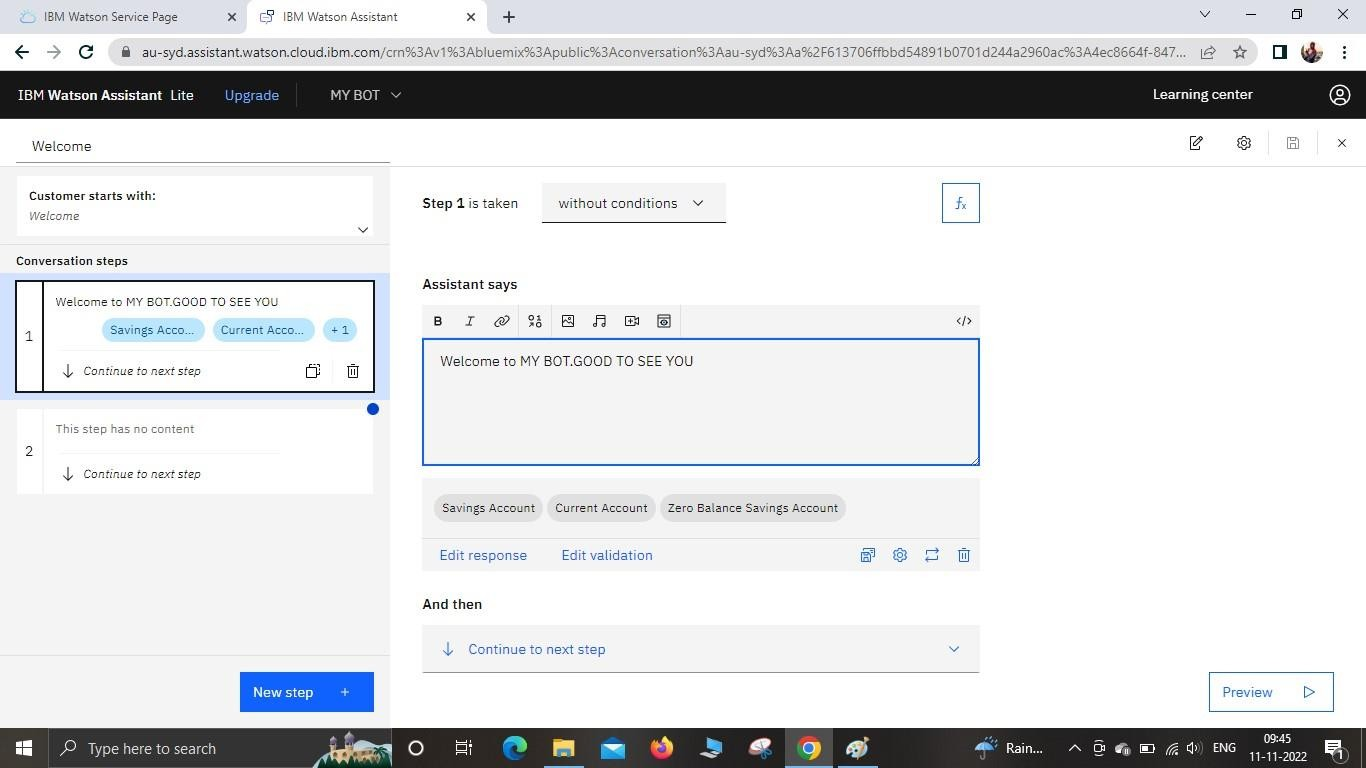 IBM Watson Service Page
IBM Watson Assistant
au-syd.assistant.watson.cloud.ibm.com/crn%3Av1%3Abluemix%3Apublic%3Aconversation%3Aau-syd%3Aa%2F613706ffbbd54891b0701d244a2960ac%3A4ec8664f-847...
IBM Watson Assistant Lite Upgrade MY BOT Learning center
Welcome
Customer starts with:
Welcome
Conversation steps
1
Welcome to MY BOT.GOOD TO SEE YOU
Savings Acco... Current Acco... + 1
Continue to next step
2
This step has no content
Continue to next step
New step +
Step 1 is taken without conditions
fx
Assistant says
B I </>
Welcome to MY BOT.GOOD TO SEE YOU
Savings Account Current Account Zero Balance Savings Account
Edit response Edit validation
And then
Continue to next step
Preview
Type here to search
Rain...
ENG
09:45
11-11-2022
1